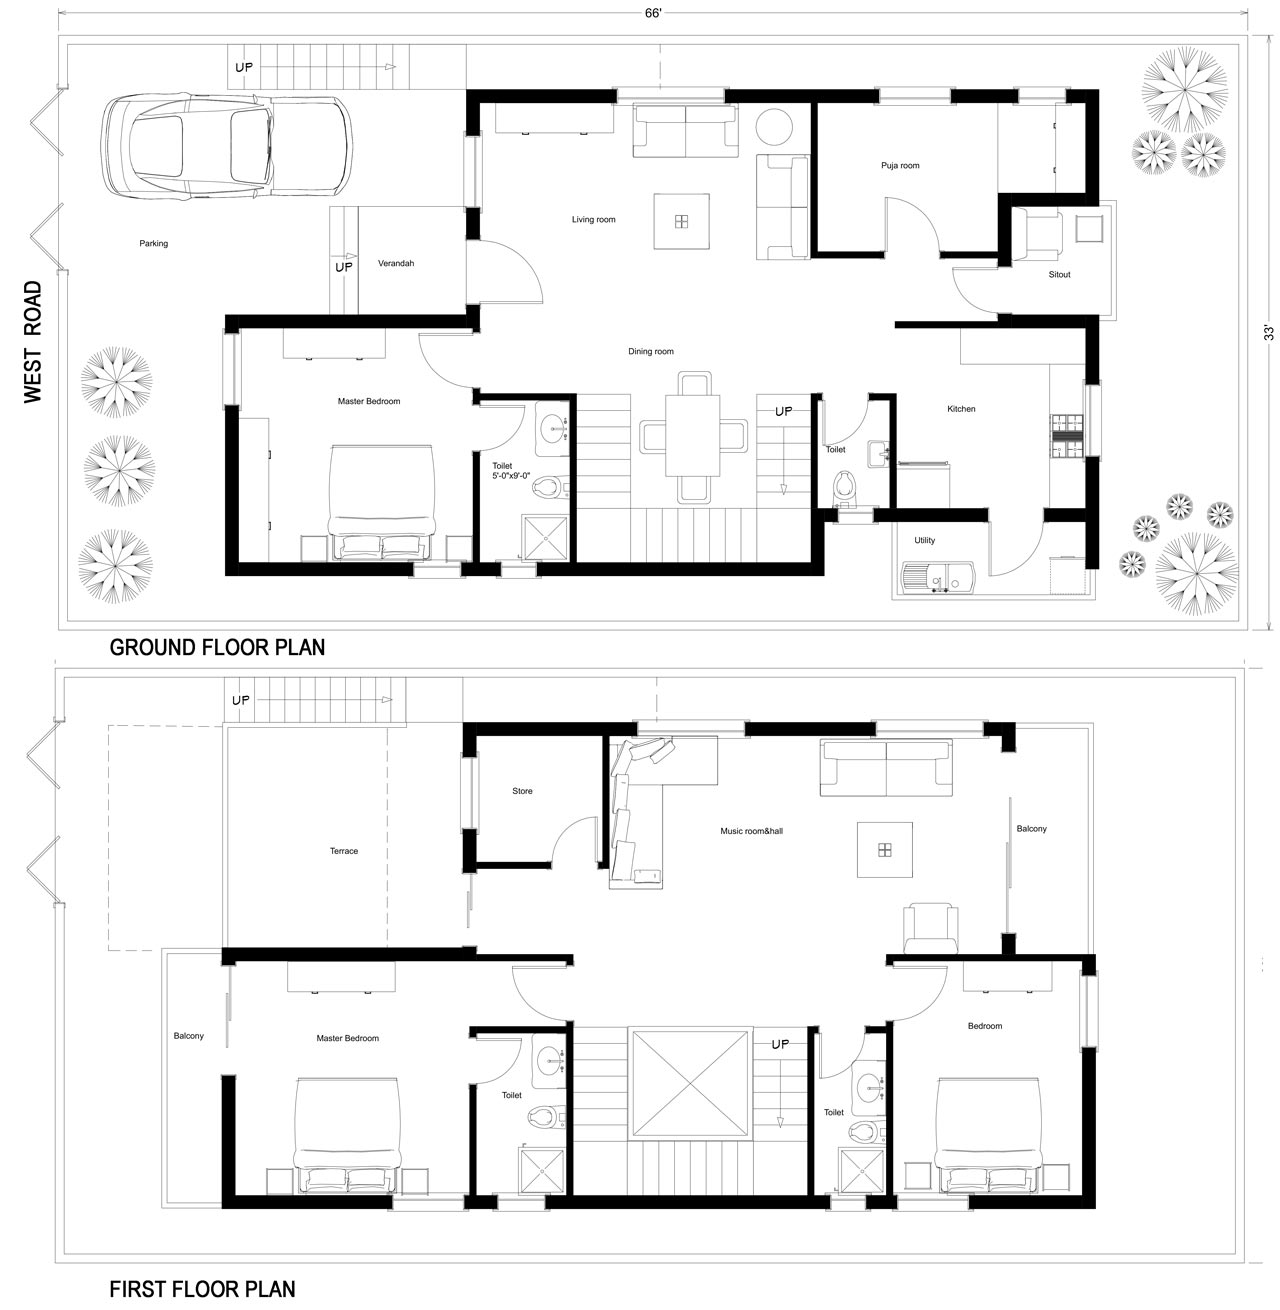 66'
UP
Puja room
Living room
Parking
Verandah
UP
Sitout
WEST ROAD
33'
Dining room
Master Bedroom
UP
Kitchen
Toilet
Toilet
5'-0"x9'-0"
Utility
GROUND FLOOR PLAN
UP
Store
Music room&hall
Balcony
Terrace
Bedroom
Balcony
Master Bedroom
UP
Toilet
Toilet
FIRST FLOOR PLAN